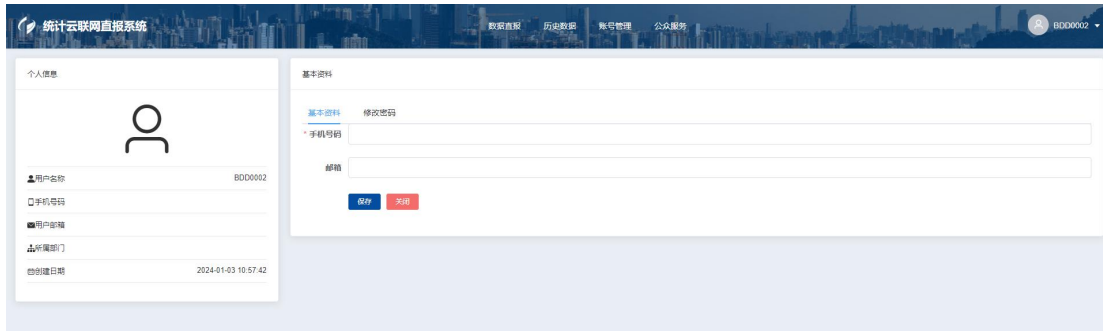 统计云联网直报系统
数据直报 历史数据 账号管理 公众服务
BDD0002
个人信息
用户名称 BDD0002
手机号码
用户邮箱
所属部门
创建日期 2024-01-03 10:57:42
基本资料
基本资料 修改密码
* 手机号码
邮箱
保存 关闭